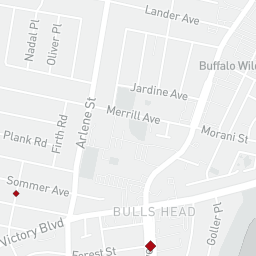 Lander Ave
Nadal Pl
Oliver Pl
Buffalo Wil
Jardine Ave
Merrill Ave
Arlene St
Firth Rd
Plank Rd
Morani St
Sommer Ave
BULLS HEAD
Victory Blvd
Goller Pl
Forest St